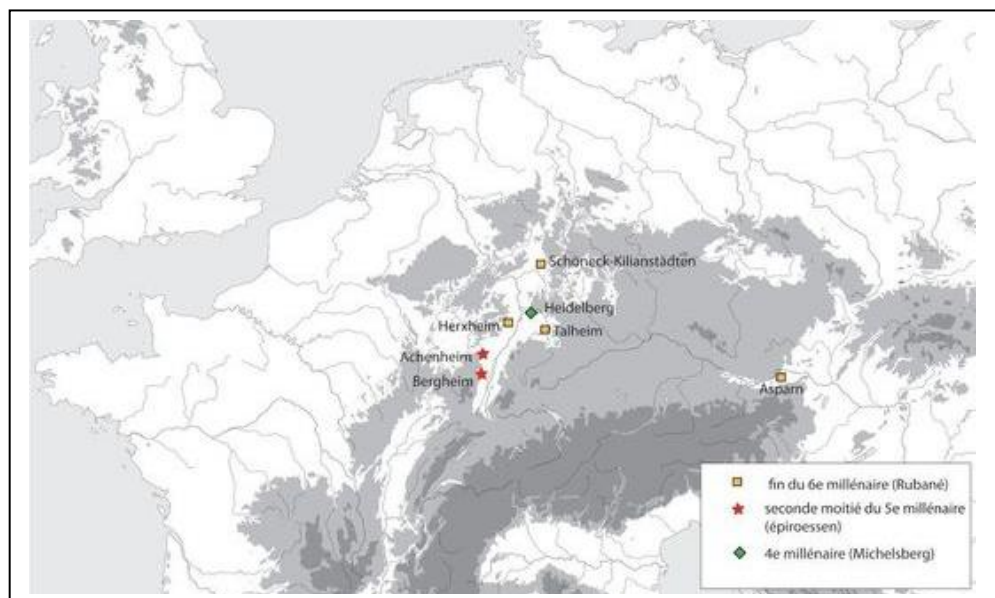 Schöneck-Kilianstädten
Heidelberg
Herxheim
Talheim
Achenheim
Bergheim
Asparn
fin du 6e millénaire (Rubané)
seconde moitié du 5e millénaire
(épiroessen)
4e millénaire (Michelsberg)